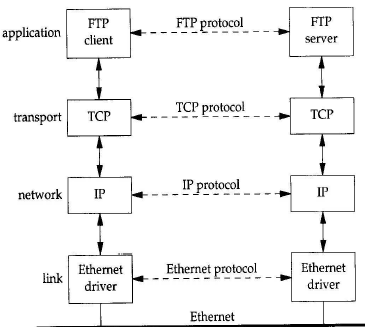 application
FTP
client
FTP protocol
FTP
server
transport
TCP
TCP protocol
TCP
network
IP
IP protocol
IP
link
Ethernet
driver
Ethernet protocol
Ethernet
driver
Ethernet